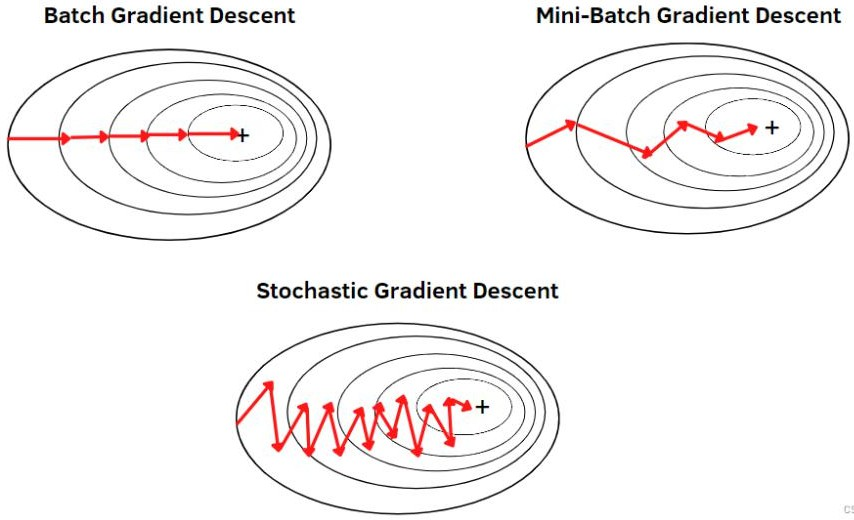 Batch Gradient Descent
Mini-Batch Gradient Descent
Stochastic Gradient Descent